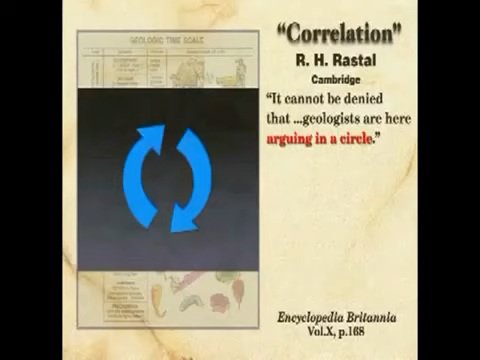 "Correlation"
R. H. Rastal
Cambridge
"It cannot be denied
that ...geologists are here
arguing in a circle."
GEOLOGIC TIME SCALE
Encyclopedia Britannia
Vol.X, p.168